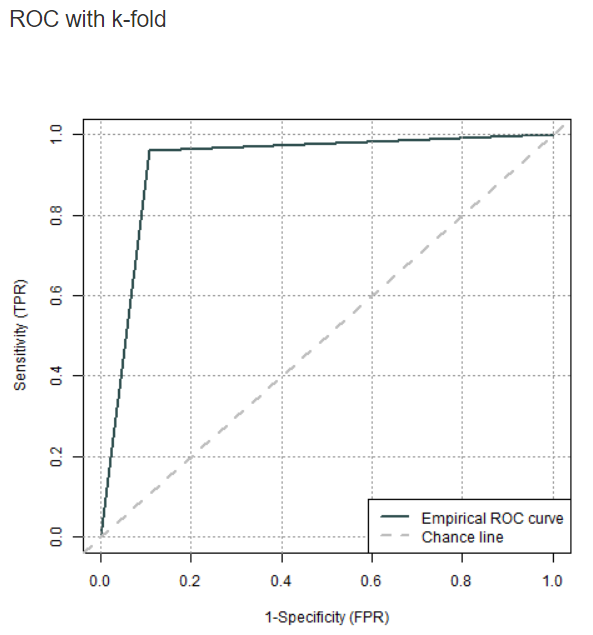 ROC with k-fold
1.0
0.8
0.6
0.4
0.2
0.0
Sensitivity (TPR)
Empirical ROC curve
Chance line
0.0 0.2 0.4 0.6 0.8 1.0
1-Specificity (FPR)